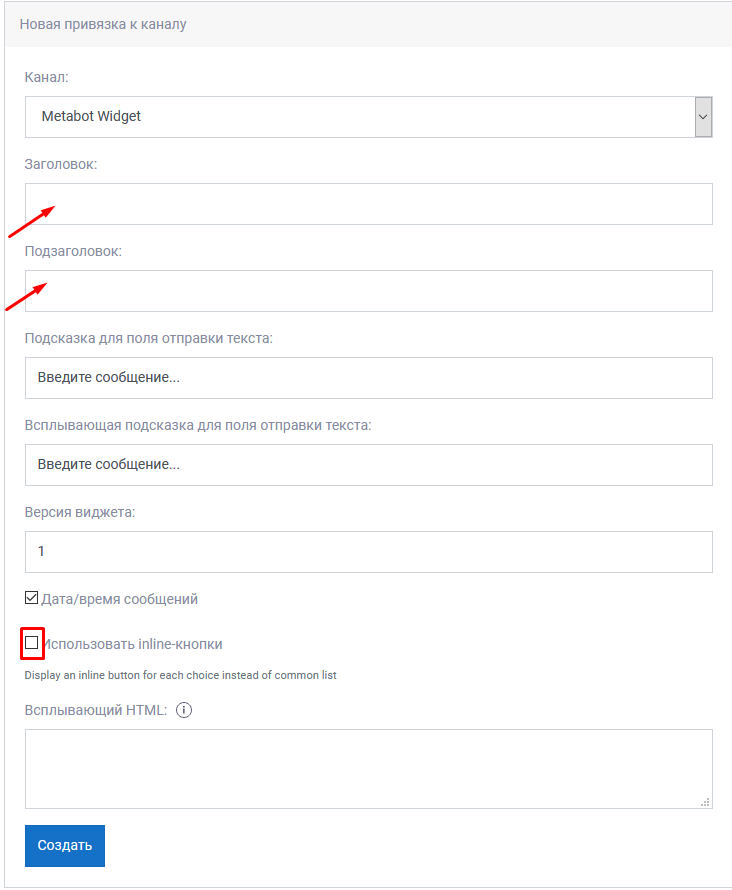 Новая привязка к каналу
Канал:
Metabot Widget
Заголовок:
Подзаголовок:
Подсказка для поля отправки текста:
Введите сообщение...
Всплывающая подсказка для поля отправки текста:
Введите сообщение...
Версия виджета:
1
Дата/время сообщений
Использовать inline-кнопки
Display an inline button for each choice instead of common list
Всплывающий HTML:
Создать